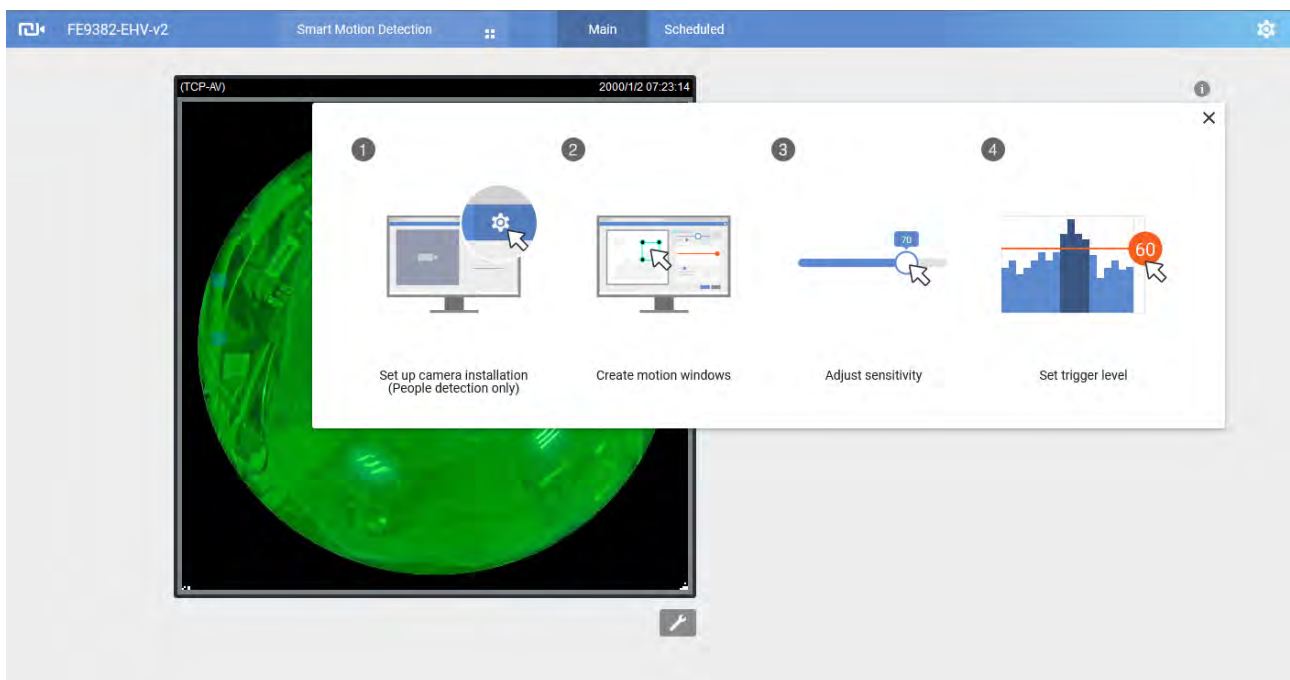 FE9382-EHV-v2
Smart Motion Detection
Main
Scheduled
(TCP-AV)
2000/1/2 07:23:14
1
2
3
4
70
60
Set up camera installation
(People detection only)
Create motion windows
Adjust sensitivity
Set trigger level